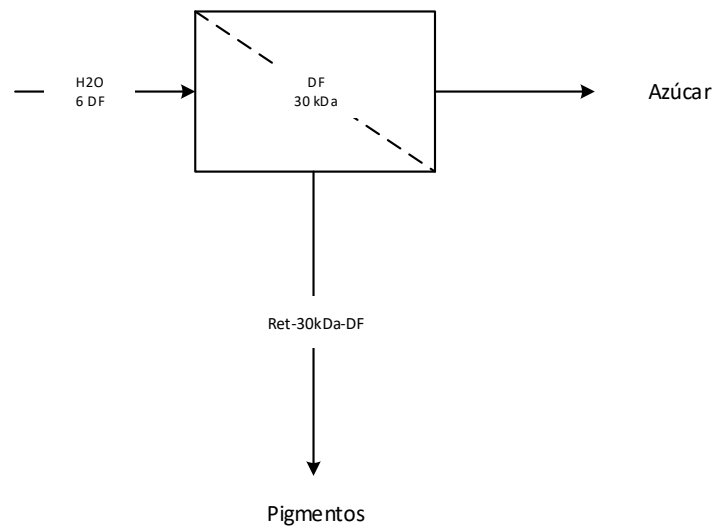 H2O
6 DF
DF
30 kDa
Azúcar
Ret-30kDa-DF
Pigmentos